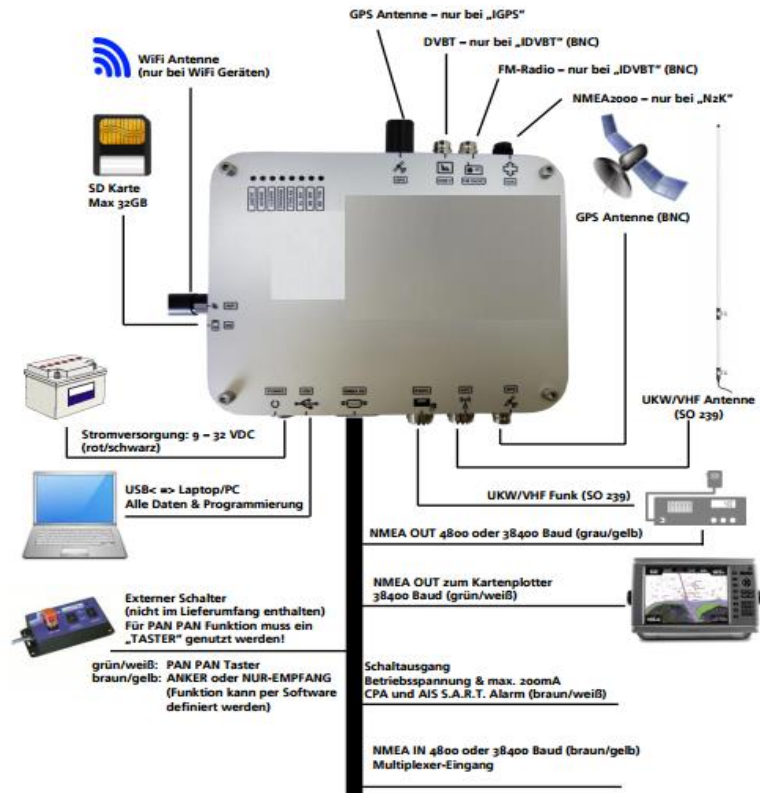 GPS Antenne – nur bei „IGPS“
DVBT – nur bei „IDVBT“ (BNC)
WiFi Antenne
(nur bei WiFi Geräten)
FM-Radio – nur bei „IDVBT“ (BNC)
NMEA2000 – nur bei „N2K“
SD Karte
Max 32GB
GPS Antenne (BNC)
UKW/VHF Antenne
(SO 239)
Stromversorgung: 9 – 32 VDC
(rot/schwarz)
USB< => Laptop/PC
Alle Daten & Programmierung
UKW/VHF Funk (SO 239)
NMEA OUT 4800 oder 38400 Baud (grau/gelb)
NMEA OUT zum Kartenplotter
38400 Baud (grün/weiß)
Externer Schalter
(nicht im Lieferumfang enthalten)
Für PAN PAN Funktion muss ein
„TASTER“ genutzt werden!
grün/weiß: PAN PAN Taster
braun/gelb: ANKER oder NUR-EMPFANG
(Funktion kann per Software
definiert werden)
Schaltausgang
Betriebsspannung & max. 200mA
CPA und AIS S.A.R.T. Alarm (braun/weiß)
NMEA IN 4800 oder 38400 Baud (braun/gelb)
Multiplexer-Eingang